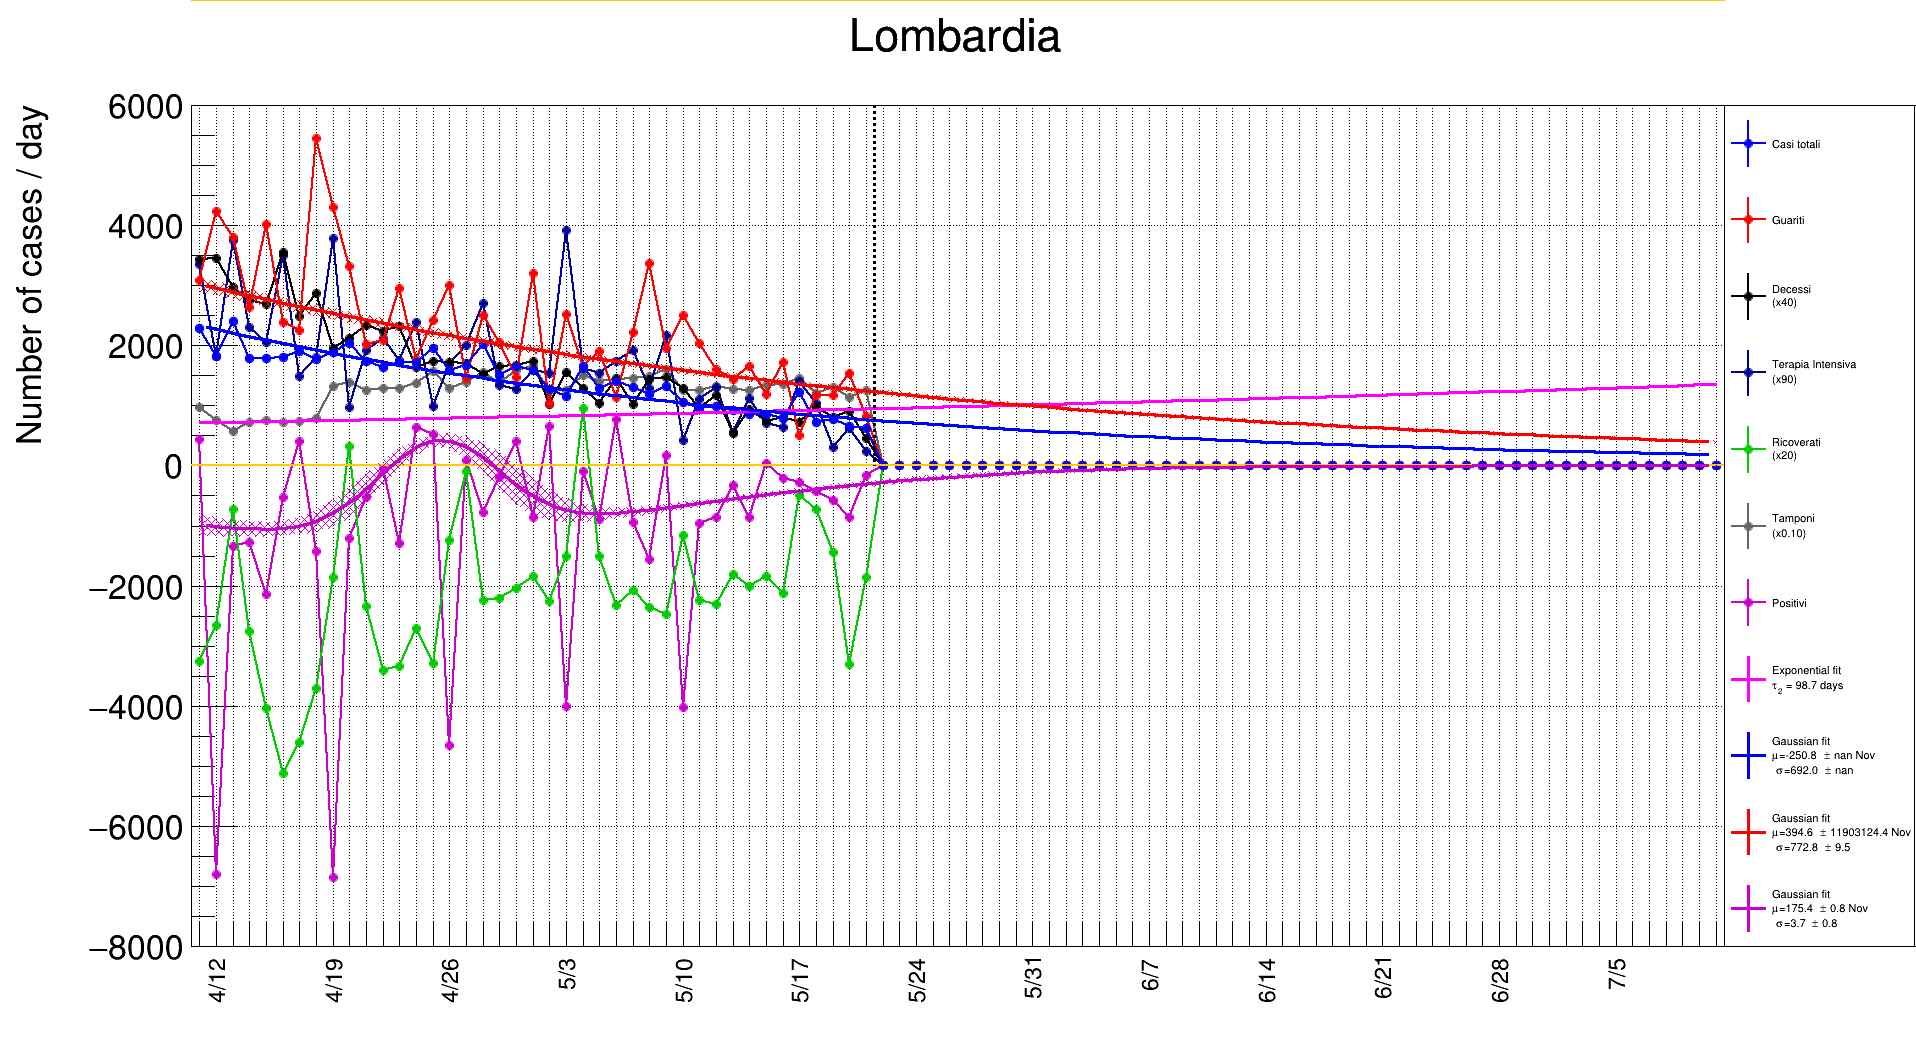 Lombardia
Number of cases / day
6000
4000
2000
0
−2000
−4000
−6000
−8000
4/12
4/19
4/26
5/3
5/10
5/17
5/24
5/31
6/7
6/14
6/21
6/28
7/5
Casi totali
Guariti
Decessi
(x40)
Terapia Intensiva
(x90)
Ricoverati
(x20)
Tamponi
(x0.10)
Positivi
Exponential fit
τ2 = 98.7 days
Gaussian fit
μ=-250.8 ± nan Nov
σ=692.0 ± nan
Gaussian fit
μ=394.6 ± 11903124.4 Nov
σ=772.8 ± 9.5
Gaussian fit
μ=175.4 ± 0.8 Nov
σ=3.7 ± 0.8